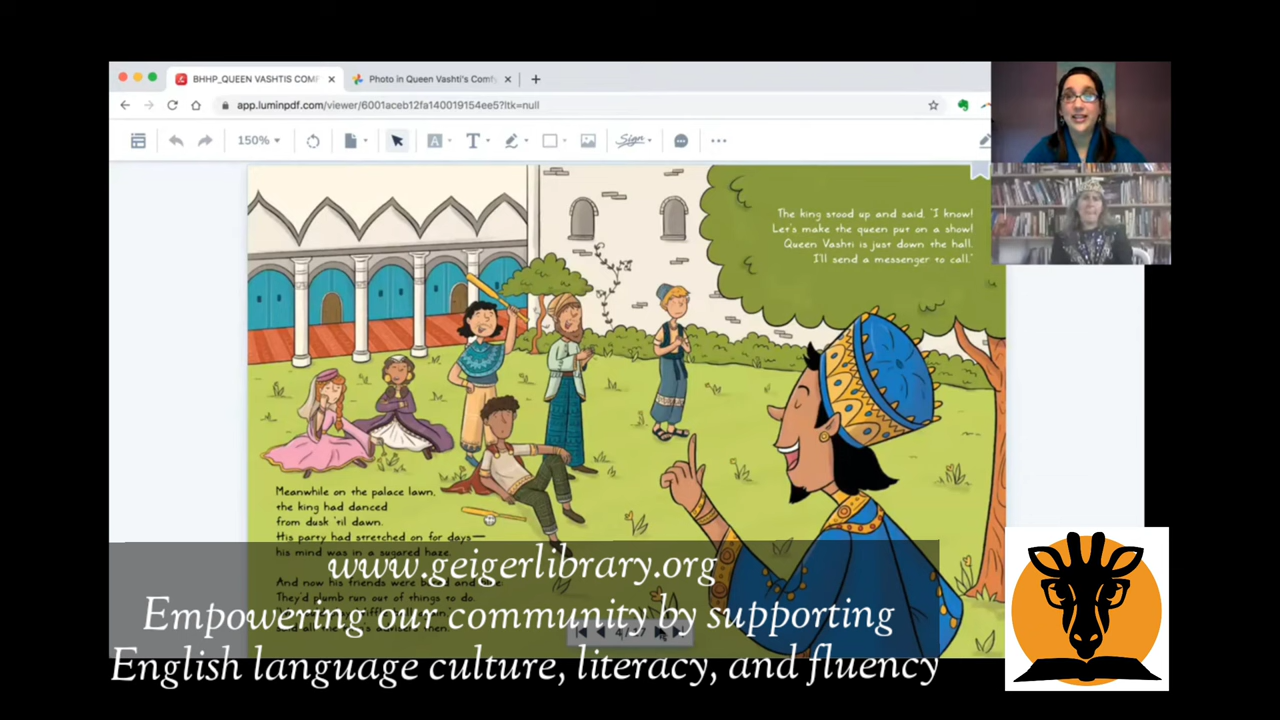 BHHP_QUEEN VASHTIS COMF
Photo in Queen Vashti's Comfy
app.luminpdf.com/viewer/6001aceb12fa140019154ee5?ltk=null
150%
A
T
Sign
The king stood up and said, "I know!
Let's make the queen put on a show!
Queen Vashti is just down the hall.
I'll send a messenger to call."
Meanwhile on the palace lawn,
the king had danced
from dusk 'til dawn.
His party had stretched on for days—
his mind was in a sugared haze.
And now his friends were and
They'd plumb run out of things to do.
www.geigerlibrary.org
Empowering our community by supporting
English language culture, literacy, and fluency